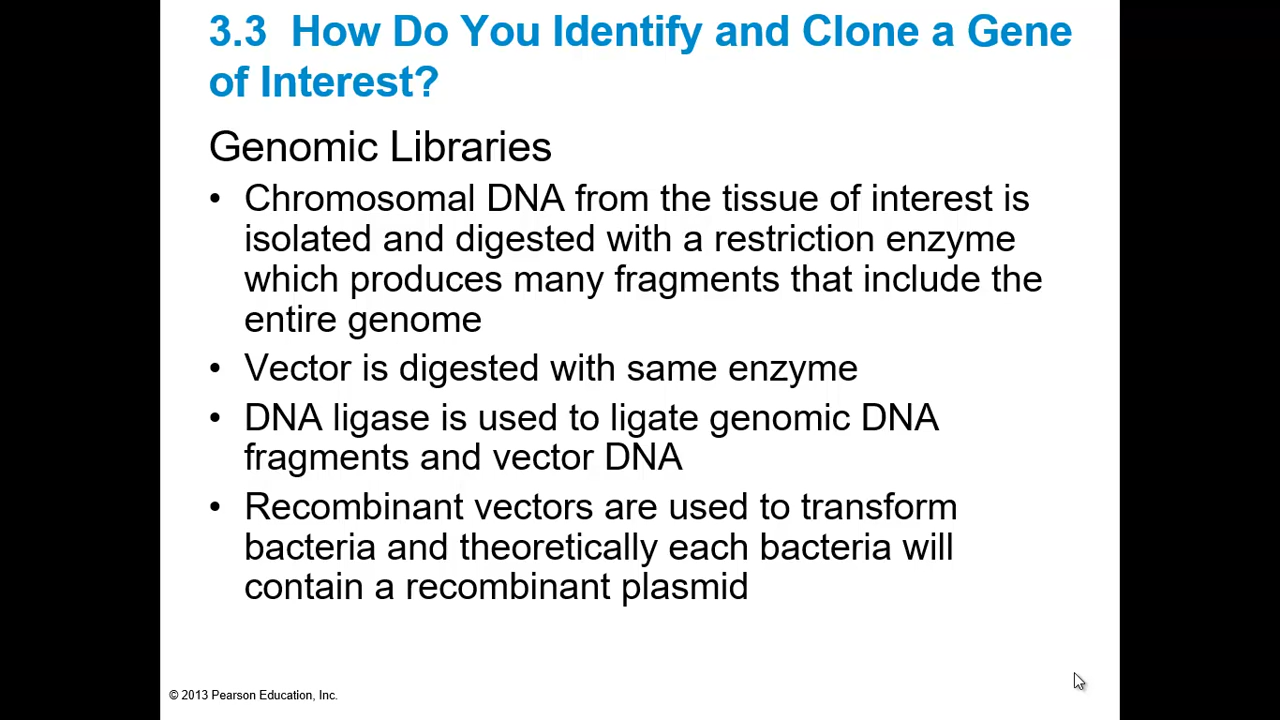 3.3 How Do You Identify and Clone a Gene
of Interest?
Genomic Libraries
• Chromosomal DNA from the tissue of interest is
isolated and digested with a restriction enzyme
which produces many fragments that include the
entire genome
• Vector is digested with same enzyme
• DNA ligase is used to ligate genomic DNA
fragments and vector DNA
• Recombinant vectors are used to transform
bacteria and theoretically each bacteria will
contain a recombinant plasmid
© 2013 Pearson Education, Inc.